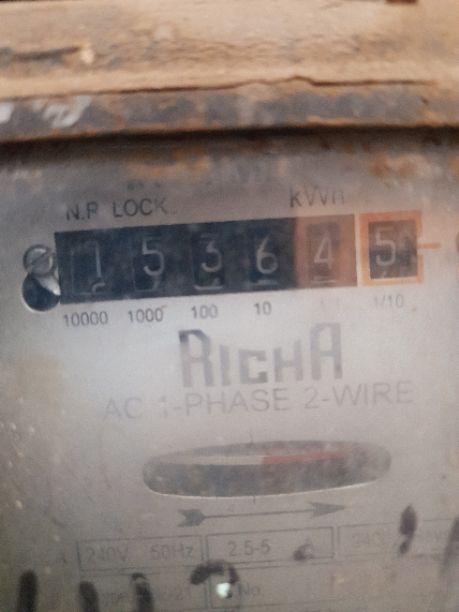 N.R LOCK kWh
1 5 3 6 4 5
10000 1000 100 10 1/10
RICHA
AC 1-PHASE 2-WIRE
240V 50Hz 2.5-5 A
No.